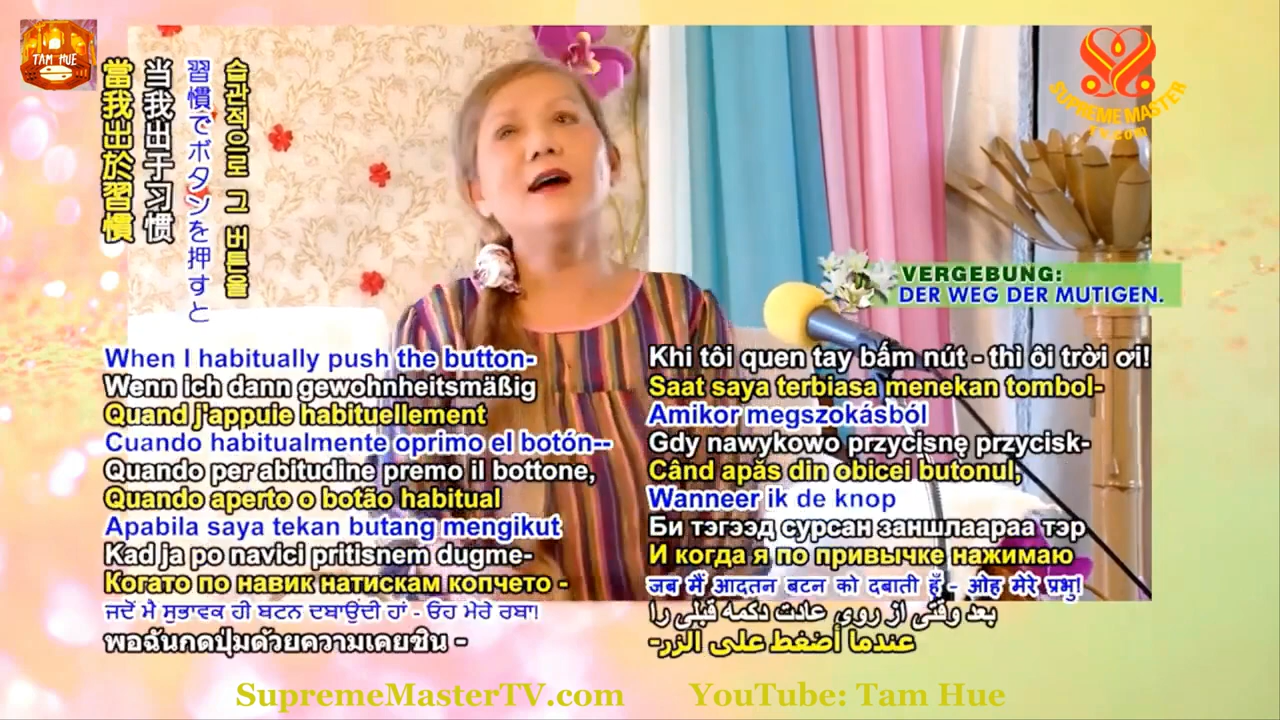 TAM HUE
SUPREME MASTER
TV.COM
當我出於習慣
当我出于习惯
習慣でボタンを押すと
습관적으로 그 버튼을
VERGEBUNG:
DER WEG DER MUTIGEN.
When I habitually push the button-
Wenn ich dann gewohnheitsmäßig
Quand j'appuie habituellement
Cuando habitualmente oprimo el botón--
Quando per abitudine premo il bottone,
Quando aperto o botão habitual
Apabila saya tekan butang mengikut
Kad ja po navici pritisnem dugme-
Когато по навик натискам копчето -
ਜਦੋਂ ਮੈ ਸੁਭਾਵਕ ਹੀ ਬਟਨ ਦਬਾਉਂਦੀ ਹਾਂ - ਓਹ ਮੇਰੇ ਰਬਾ!
พอฉันกดปุ่มด้วยความเคยชิน -
Khi tôi quen tay bấm nút - thì ôi trời ơi!
Saat saya terbiasa menekan tombol-
Amikor megszokásból
Gdy nawykowo przycisnę przycisk-
Când apăs din obicei butonul,
Wanneer ik de knop
Би тэгээд сурсан заншлаараа тэр
И когда я по привычке нажимаю
जब मैं आदतन बटन को दबाती हूँ - ओह मेरे प्रभु!
بعد وقتی از روی عادت دکمه قبلی را
عندما أضغط على الزر-
SupremeMasterTV.com YouTube: Tam Hue